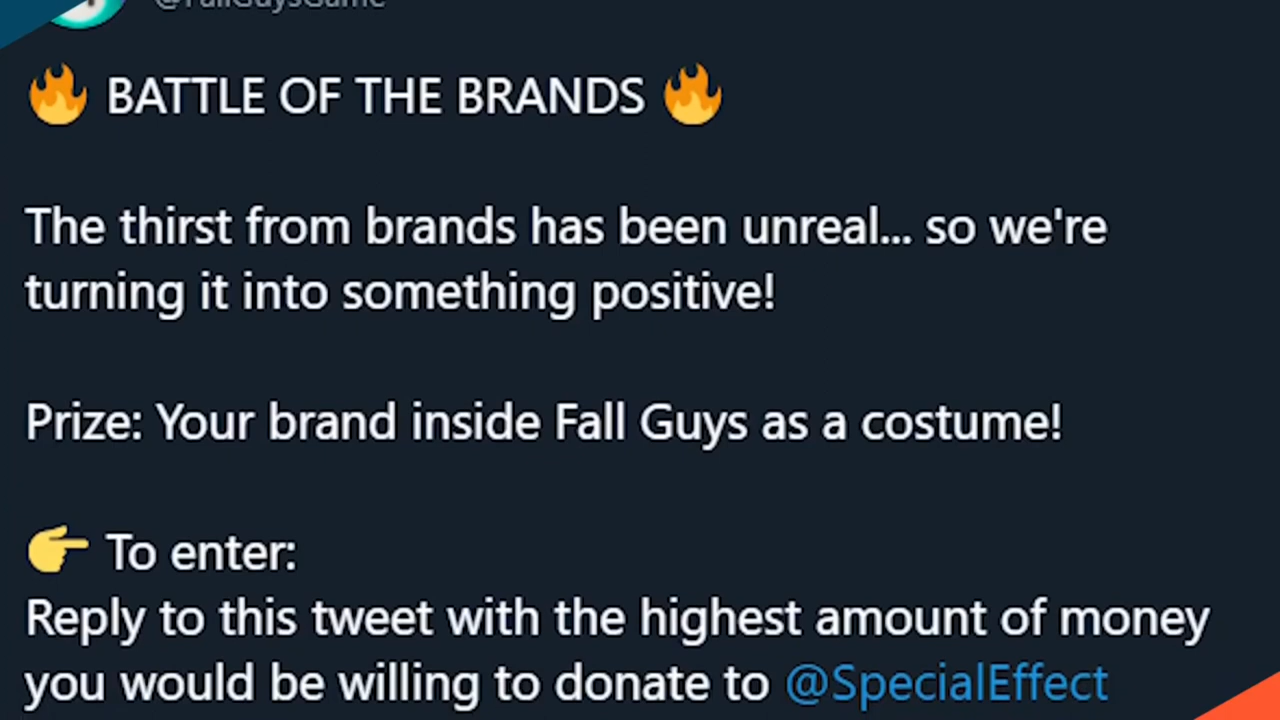 @FallGuysGame
🔥 BATTLE OF THE BRANDS 🔥
The thirst from brands has been unreal... so we're
turning it into something positive!
Prize: Your brand inside Fall Guys as a costume!
👉 To enter:
Reply to this tweet with the highest amount of money
you would be willing to donate to @SpecialEffect